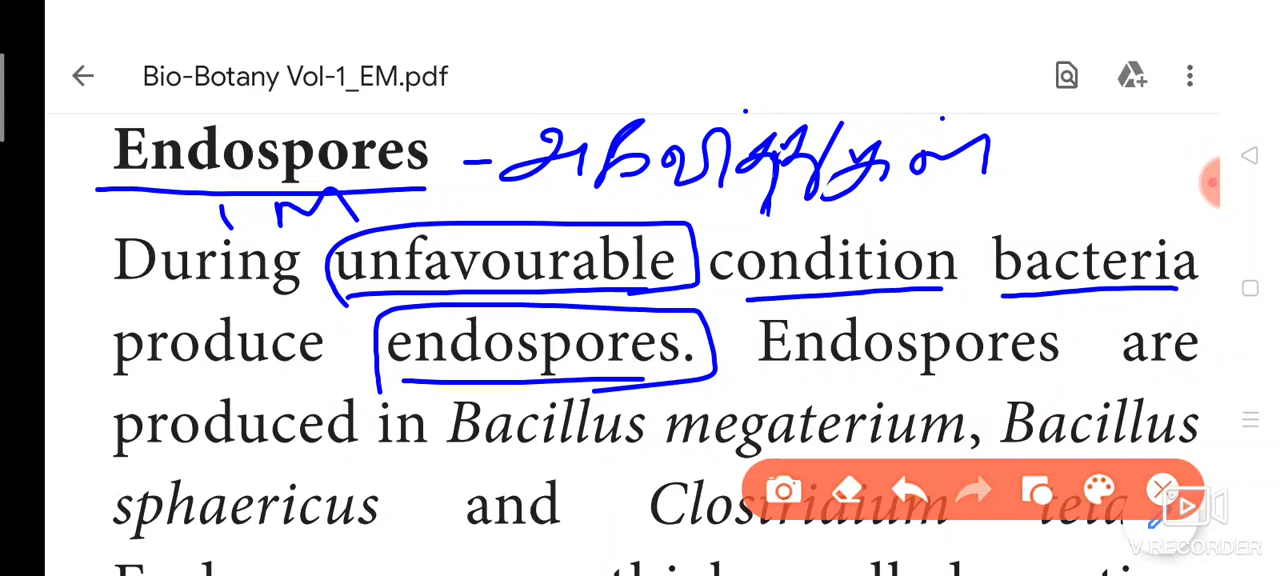 Bio-Botany Vol-1_EM.pdf
Endospores - அகவித்துகள்
During unfavourable condition bacteria
produce endospores. Endospores are
produced in Bacillus megaterium, Bacillus
sphaericus and Clostridium
V RECORDER